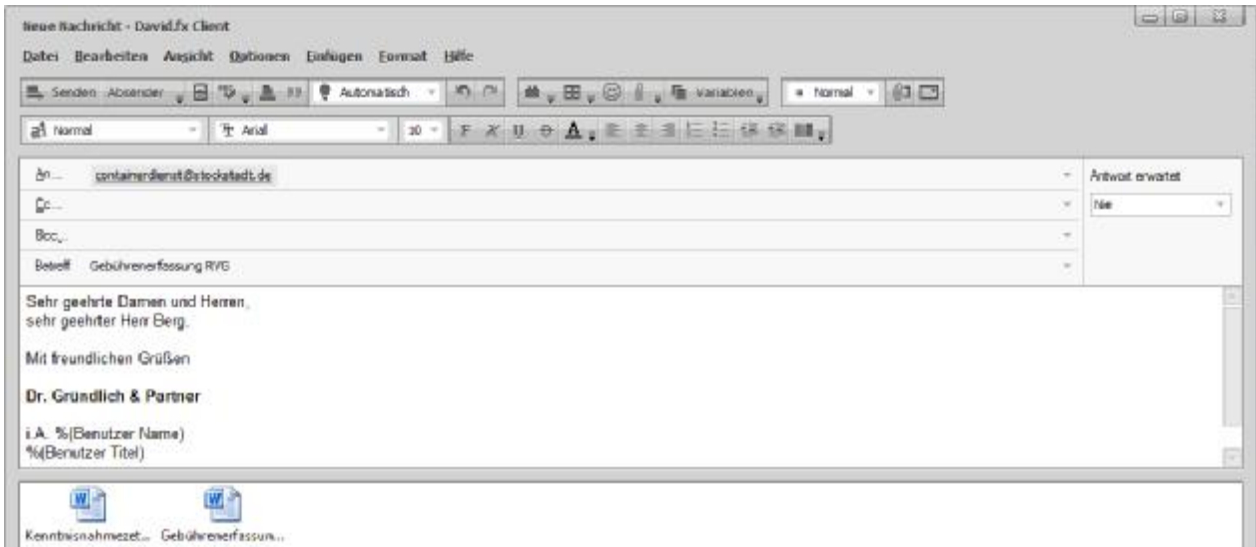 Neue Nachricht - David.fx Client
Datei Bearbeiten Ansicht Optionen Einfügen Format Hilfe
Senden Absender Automatisch Variablen Normal
Normal Arial 10 F K U A
An... containerdienst@stockstadt.de
Antwort erwartet
Cc...
Nie
Bcc...
Betreff Gebührenerfassung RVG
Sehr geehrte Damen und Herren,
sehr geehrter Herr Berg,
Mit freundlichen Grüßen
Dr. Gründlich & Partner
i.A. %(Benutzer Name)
%(Benutzer Titel)
Kenntnisnahmezet... Gebührenerfassun...